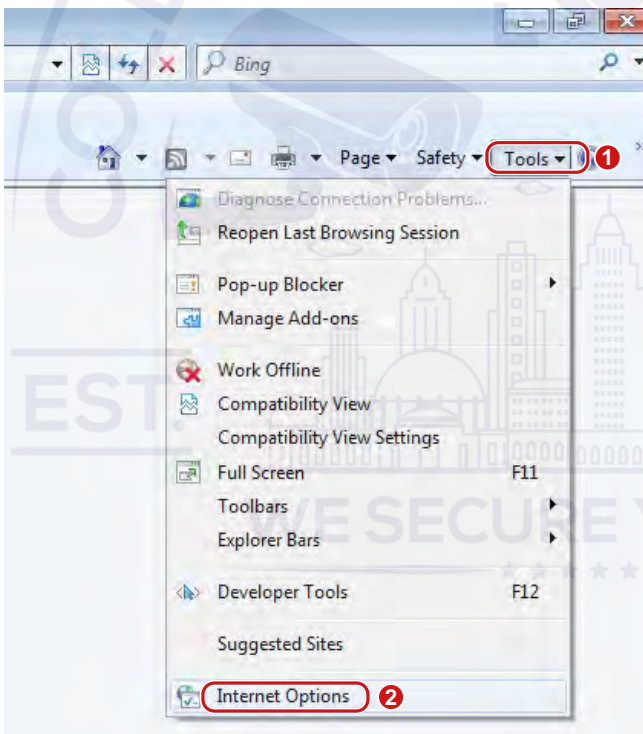 Bing
Page Safety Tools 1
Diagnose Connection Problems...
Reopen Last Browsing Session
Pop-up Blocker
Manage Add-ons
Work Offline
Compatibility View
Compatibility View Settings
Full Screen F11
Toolbars
Explorer Bars
Developer Tools F12
Suggested Sites
Internet Options 2
EST.
WE SECURE Y